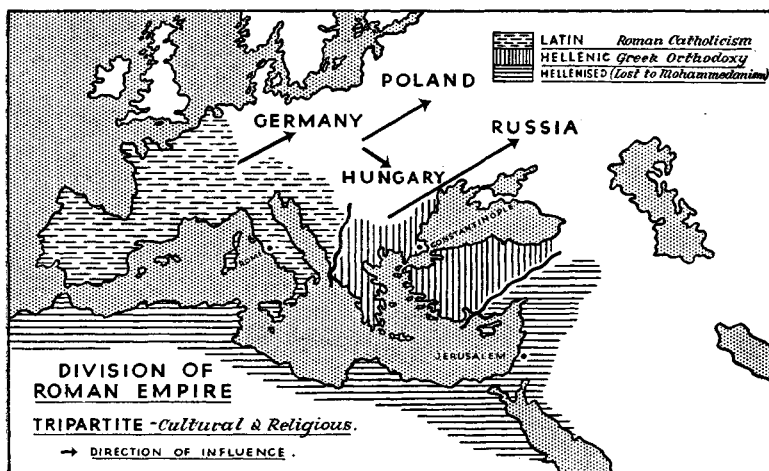 LATIN Roman Catholicism
HELLENIC Greek Orthodoxy
HELLENISED (Lost to Mohammedanism)
POLAND
GERMANY
RUSSIA
HUNGARY
CONSTANTINOPLE
ROME
JERUSALEM
DIVISION OF
ROMAN EMPIRE
TRIPARTITE - Cultural & Religious.
→ DIRECTION OF INFLUENCE.